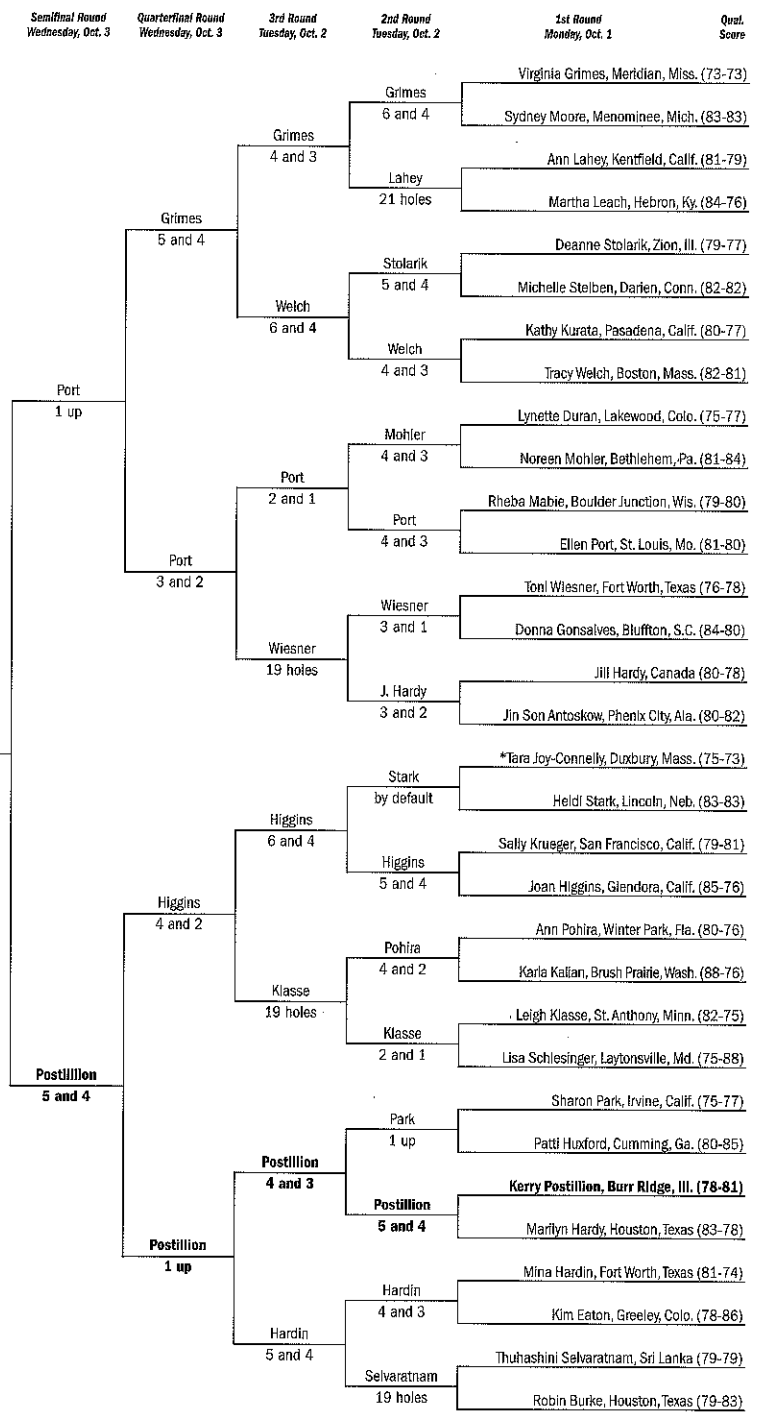 Semifinal Round Quarterfinal Round 3rd Round 2nd Round 1st Round Qual.
Wednesday, Oct. 3 Wednesday, Oct. 3 Tuesday, Oct. 2 Tuesday, Oct. 2 Monday, Oct. 1 Score
Virginia Grimes, Meridian, Miss. (73-73)
Grimes
6 and 4
Sydney Moore, Menominee, Mich. (83-83)
Grimes
4 and 3
Ann Lahey, Kentfield, Calif. (81-79)
Lahey
21 holes
Martha Leach, Hebron, Ky. (84-76)
Grimes
5 and 4
Deanne Stolarik, Zion, Ill. (79-77)
Stolarik
5 and 4
Michelle Stelben, Darien, Conn. (82-82)
Welch
6 and 4
Kathy Kurata, Pasadena, Calif. (80-77)
Welch
4 and 3
Tracy Welch, Boston, Mass. (82-81)
Port
1 up
Lynette Duran, Lakewood, Colo. (75-77)
Mohler
4 and 3
Noreen Mohler, Bethlehem, Pa. (81-84)
Port
2 and 1
Rheba Mabie, Boulder Junction, Wis. (79-80)
Port
4 and 3
Ellen Port, St. Louis, Mo. (81-80)
Port
3 and 2
Toni Wiesner, Fort Worth, Texas (76-78)
Wiesner
3 and 1
Donna Gonsalves, Bluffton, S.C. (84-80)
Wiesner
19 holes
Jill Hardy, Canada (80-78)
J. Hardy
3 and 2
Jin Son Antoskow, Phenix City, Ala. (80-82)
*Tara Joy-Connelly, Duxbury, Mass. (75-73)
Stark
by default
Heidi Stark, Lincoln, Neb. (83-83)
Higgins
6 and 4
Sally Krueger, San Francisco, Calif. (79-81)
Higgins
5 and 4
Joan Higgins, Glendora, Calif. (85-76)
Higgins
4 and 2
Ann Pohira, Winter Park, Fla. (80-76)
Pohira
4 and 2
Karla Kalian, Brush Prairie, Wash. (88-76)
Klasse
19 holes
Leigh Klasse, St. Anthony, Minn. (82-75)
Klasse
2 and 1
Lisa Schlesinger, Laytonsville, Md. (75-88)
Postillion
5 and 4
Sharon Park, Irvine, Calif. (75-77)
Park
1 up
Patti Huxford, Cumming, Ga. (80-85)
Postillion
4 and 3
Kerry Postillion, Burr Ridge, Ill. (78-81)
Postillion
5 and 4
Marilyn Hardy, Houston, Texas (83-78)
Postillion
1 up
Mina Hardin, Fort Worth, Texas (81-74)
Hardin
4 and 3
Kim Eaton, Greeley, Colo. (78-86)
Hardin
5 and 4
Thuhashini Selvaratnam, Sri Lanka (79-79)
Selvaratnam
19 holes
Robin Burke, Houston, Texas (79-83)